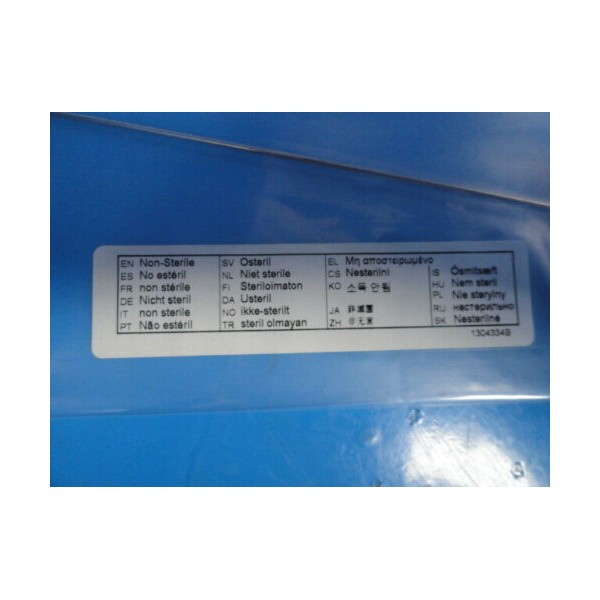 EN Non-Sterile
ES No estéril
FR non stérile
DE Nicht steril
IT non sterile
PT Não estéril
SV Osteril
NL Niet sterile
FI Steriloimaton
DA Usteril
NO ikke-sterilt
TR steril olmayan
EL Μη αποστειρωμένο
CS Nesterilní
KO 소독 안됨
JA 非滅菌
ZH 非无菌
IS Ósmitsæft
HU Nem steril
PL Nie sterylny
RU нестерильно
SK Nesterilné
1304334B